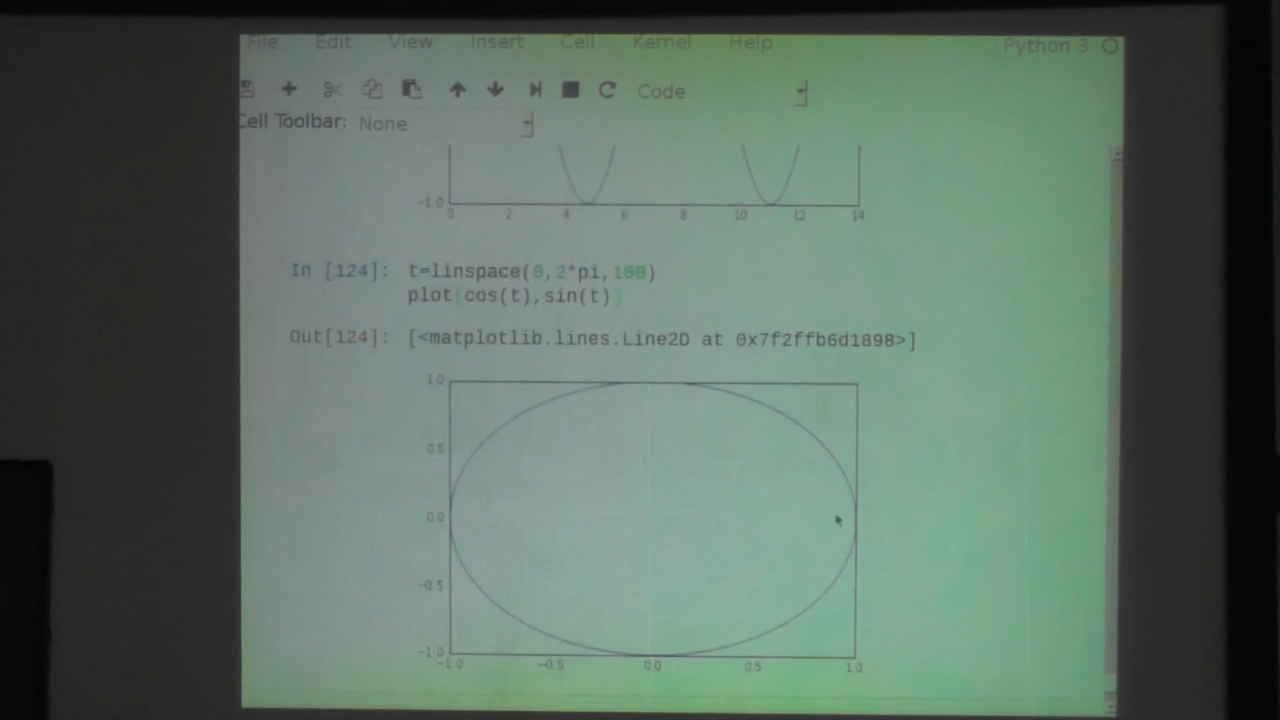 File Edit View Insert Cell Kernel Help Python 3
Code
Cell Toolbar: None
-1.0
0 2 4 6 8 10 12 14
In [124]: t=linspace(0,2*pi,100)
plot(cos(t),sin(t))
Out[124]: [<matplotlib.lines.Line2D at 0x7f2ffb6d1898>]
1.0
0.5
0.0
-0.5
-1.0
-1.0 -0.5 0.0 0.5 1.0